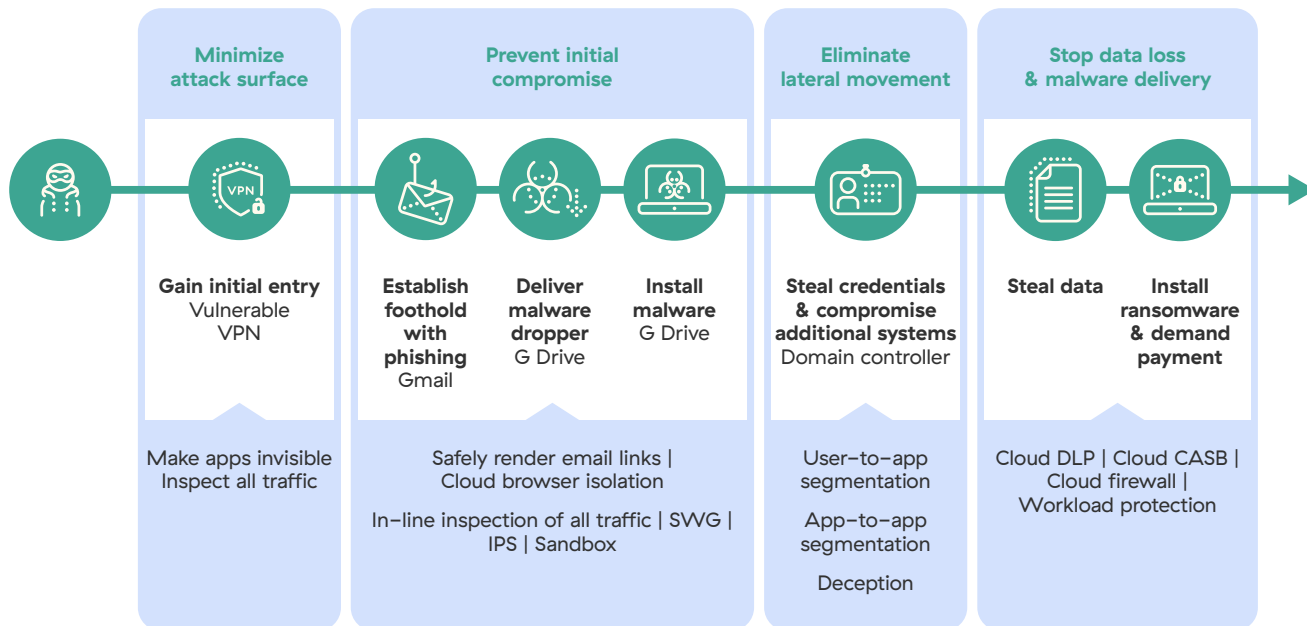 Minimize
attack surface
Prevent initial
compromise
Eliminate
lateral movement
Stop data loss
& malware delivery
VPN
Gain initial entry
Vulnerable
VPN
Establish
foothold
with
phishing
Gmail
Deliver
malware
dropper
G Drive
Install
malware
G Drive
Steal credentials
& compromise
additional systems
Domain controller
Steal data
Install
ransomware
& demand
payment
Make apps invisible
Inspect all traffic
Safely render email links |
Cloud browser isolation
In-line inspection of all traffic | SWG |
IPS | Sandbox
User-to-app
segmentation
App-to-app
segmentation
Deception
Cloud DLP | Cloud CASB |
Cloud firewall |
Workload protection